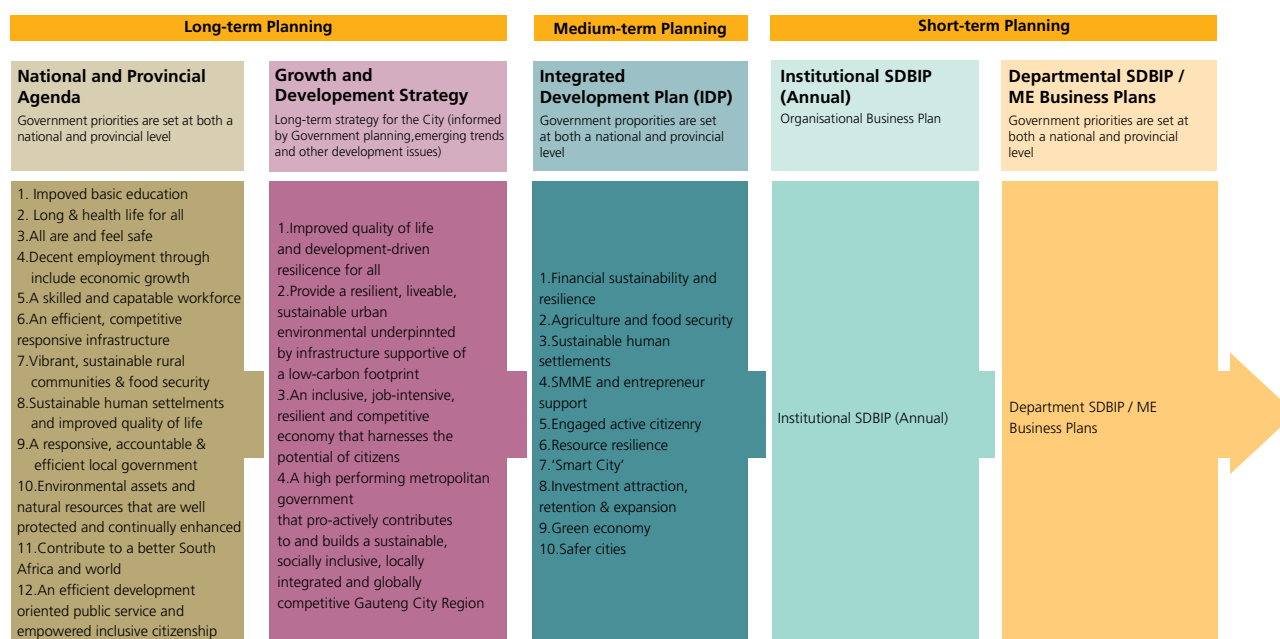 Long-term Planning
Medium-term Planning
Short-term Planning
National and Provincial
Agenda
Government priorities are set at both a
national and provincial level
Growth and
Developement Strategy
Long-term strategy for the City (informed
by Government planning,emerging trends
and other development issues)
Integrated
Development Plan (IDP)
Government proporities are set
at both a national and provincial
level
Institutional SDBIP
(Annual)
Organisational Business Plan
Departmental SDBIP /
ME Business Plans
Government priorities are set at
both a national and provincial
level
1. Impoved basic education
2. Long & health life for all
3.All are and feel safe
4.Decent employment through
include economic growth
5.A skilled and capatable workforce
6.An efficient, competitive
responsive infrastructure
7.Vibrant, sustainable rural
communities & food security
8.Sustainable human settelments
and improved quality of life
9.A responsive, accountable &
efficient local government
10.Environmental assets and
natural resources that are well
protected and continually enhanced
11.Contribute to a better South
Africa and world
12.An efficient development
oriented public service and
empowered inclusive citizenship
1.Improved quality of life
and development-driven
resilicence for all
2.Provide a resilient, liveable,
sustainable urban
environmental underpinnted
by infrastructure supportive of
a low-carbon footprint
3.An inclusive, job-intensive,
resilient and competitive
economy that harnesses the
potential of citizens
4.A high performing metropolitan
government
that pro-actively contributes
to and builds a sustainable,
socially inclusive, locally
integrated and globally
competitive Gauteng City Region
1.Financial sustainability and
resilience
2.Agriculture and food security
3.Sustainable human
settlements
4.SMME and entrepreneur
support
5.Engaged active citizenry
6.Resource resilience
7.'Smart City'
8.Investment attraction,
retention & expansion
9.Green economy
10.Safer cities
Institutional SDBIP (Annual)
Department SDBIP / ME
Business Plans